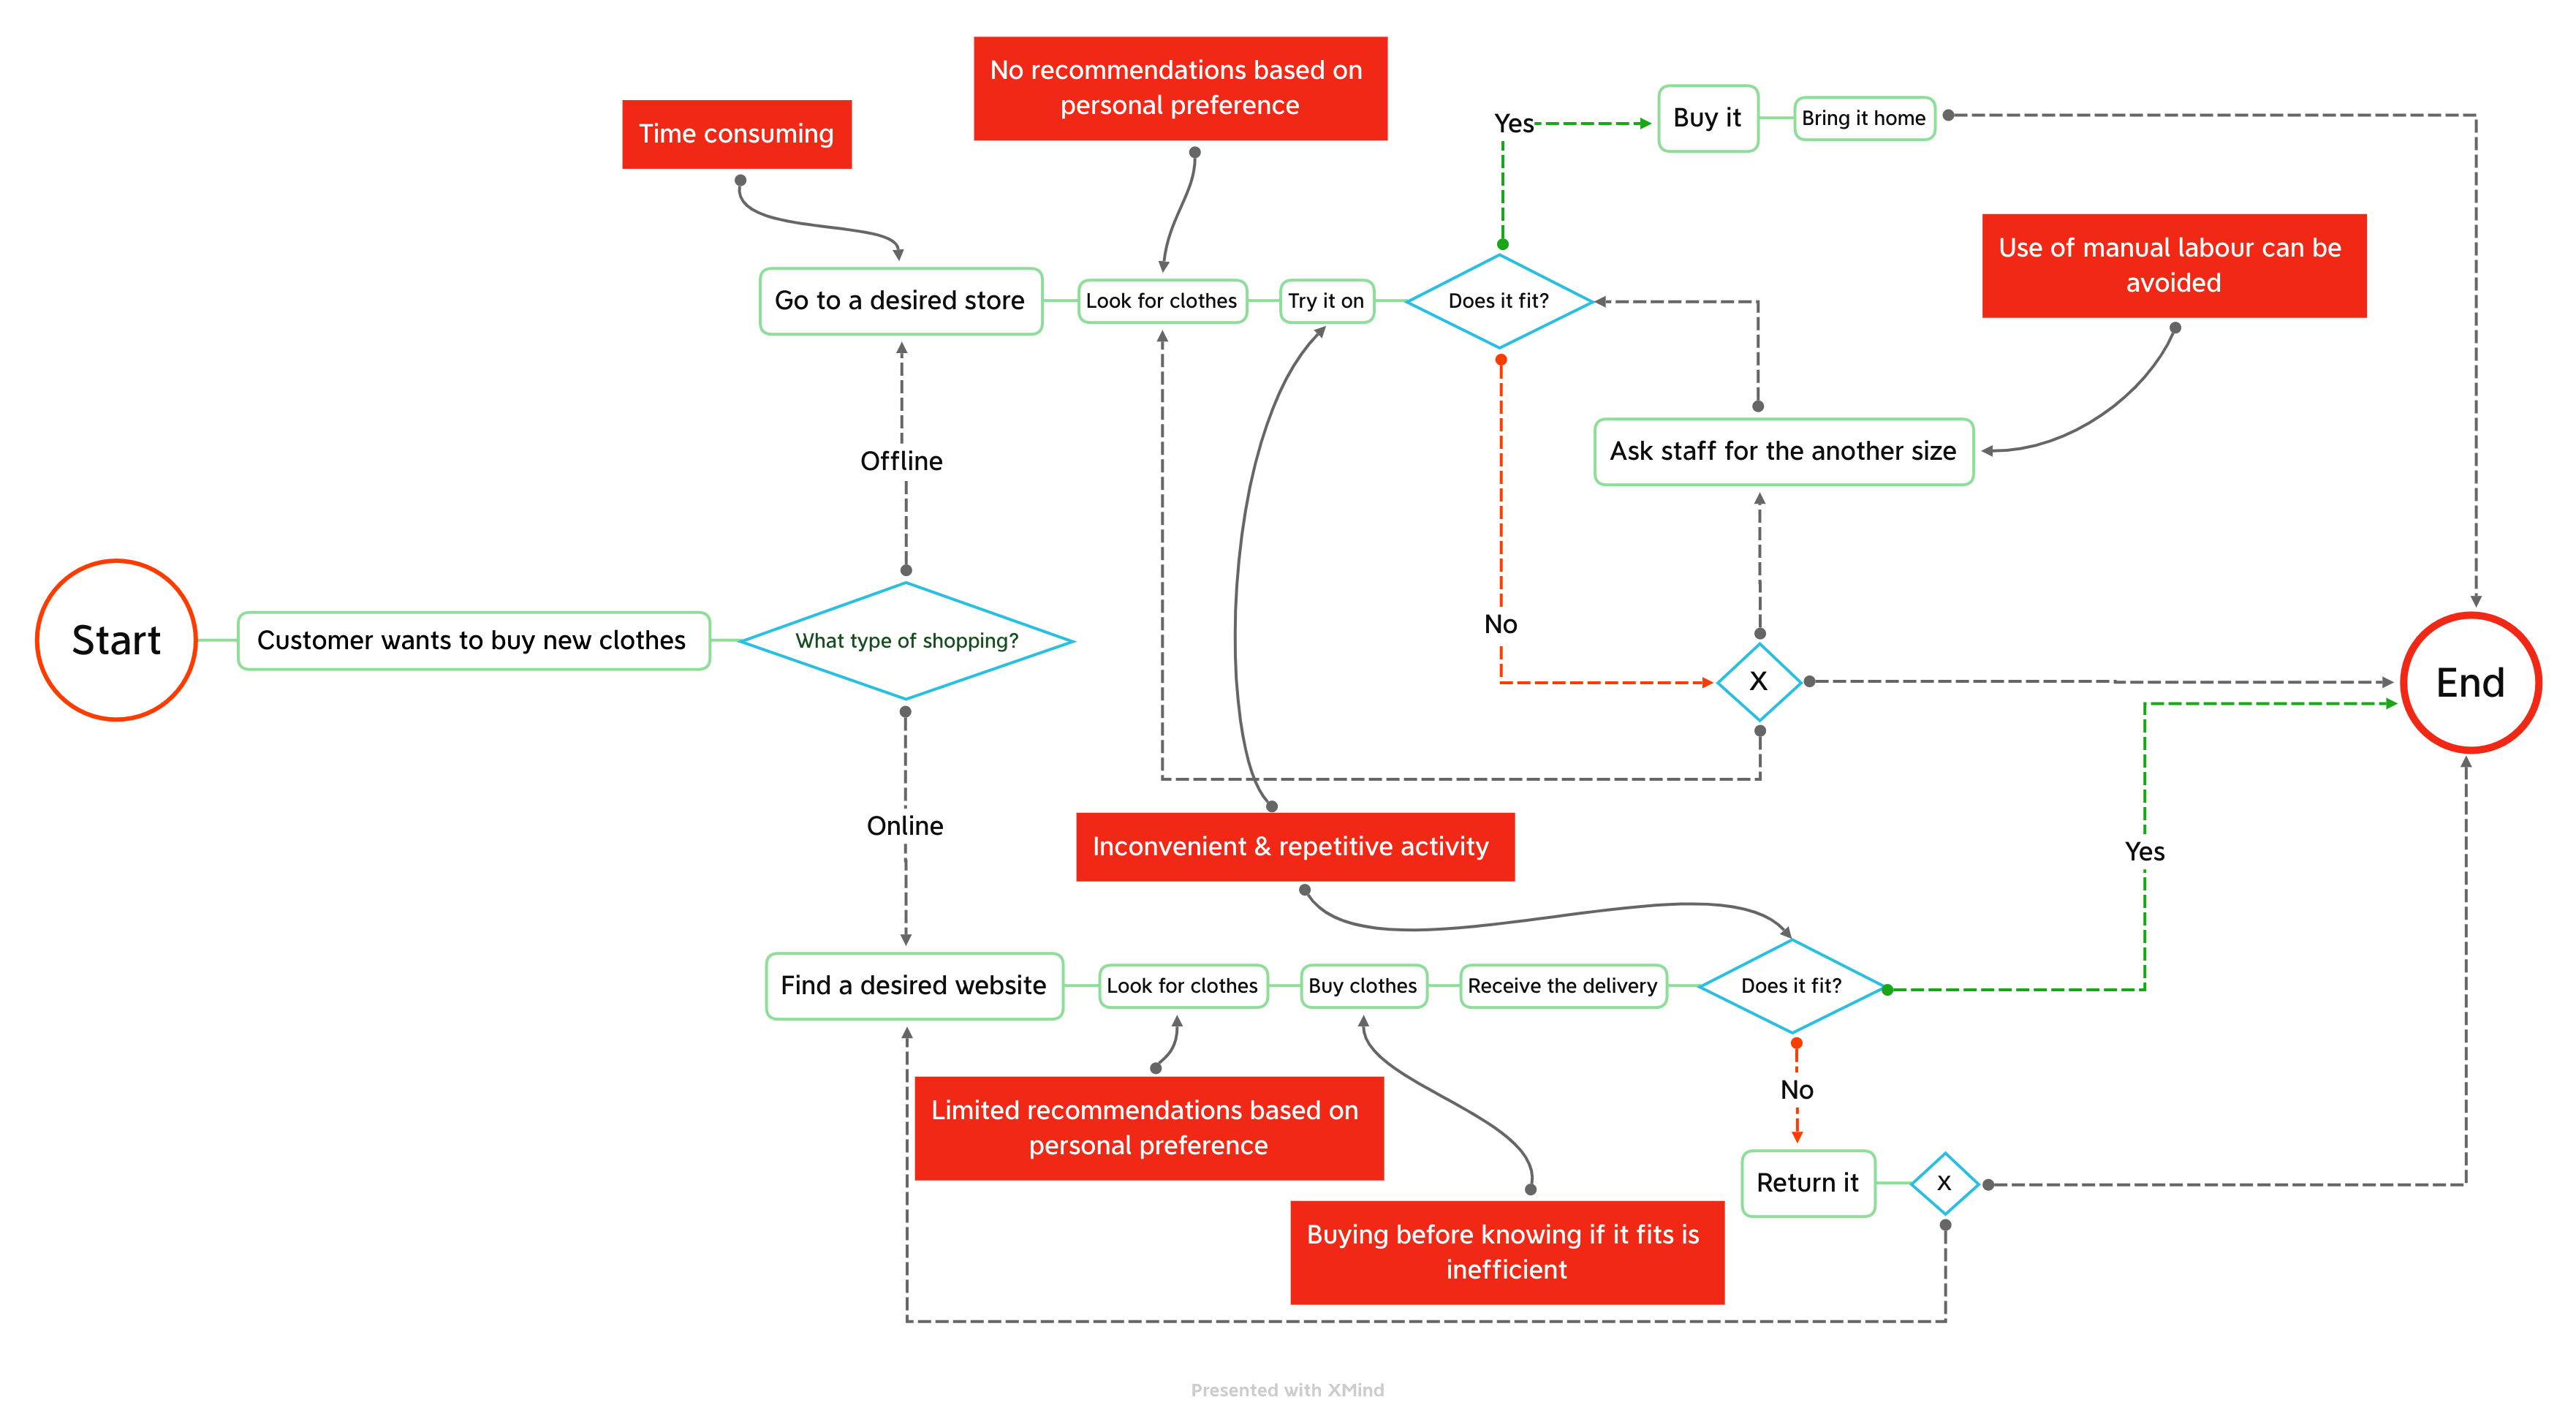 No recommendations based on
personal preference
Time consuming
Yes
Buy it
Bring it home
Use of manual labour can be
avoided
Go to a desired store
Look for clothes
Try it on
Does it fit?
Offline
Ask staff for the another size
No
Start
Customer wants to buy new clothes
What type of shopping?
X
End
Online
Inconvenient & repetitive activity
Yes
Find a desired website
Look for clothes
Buy clothes
Receive the delivery
Does it fit?
No
Limited recommendations based on
personal preference
Return it
X
Buying before knowing if it fits is
inefficient
Presented with XMind